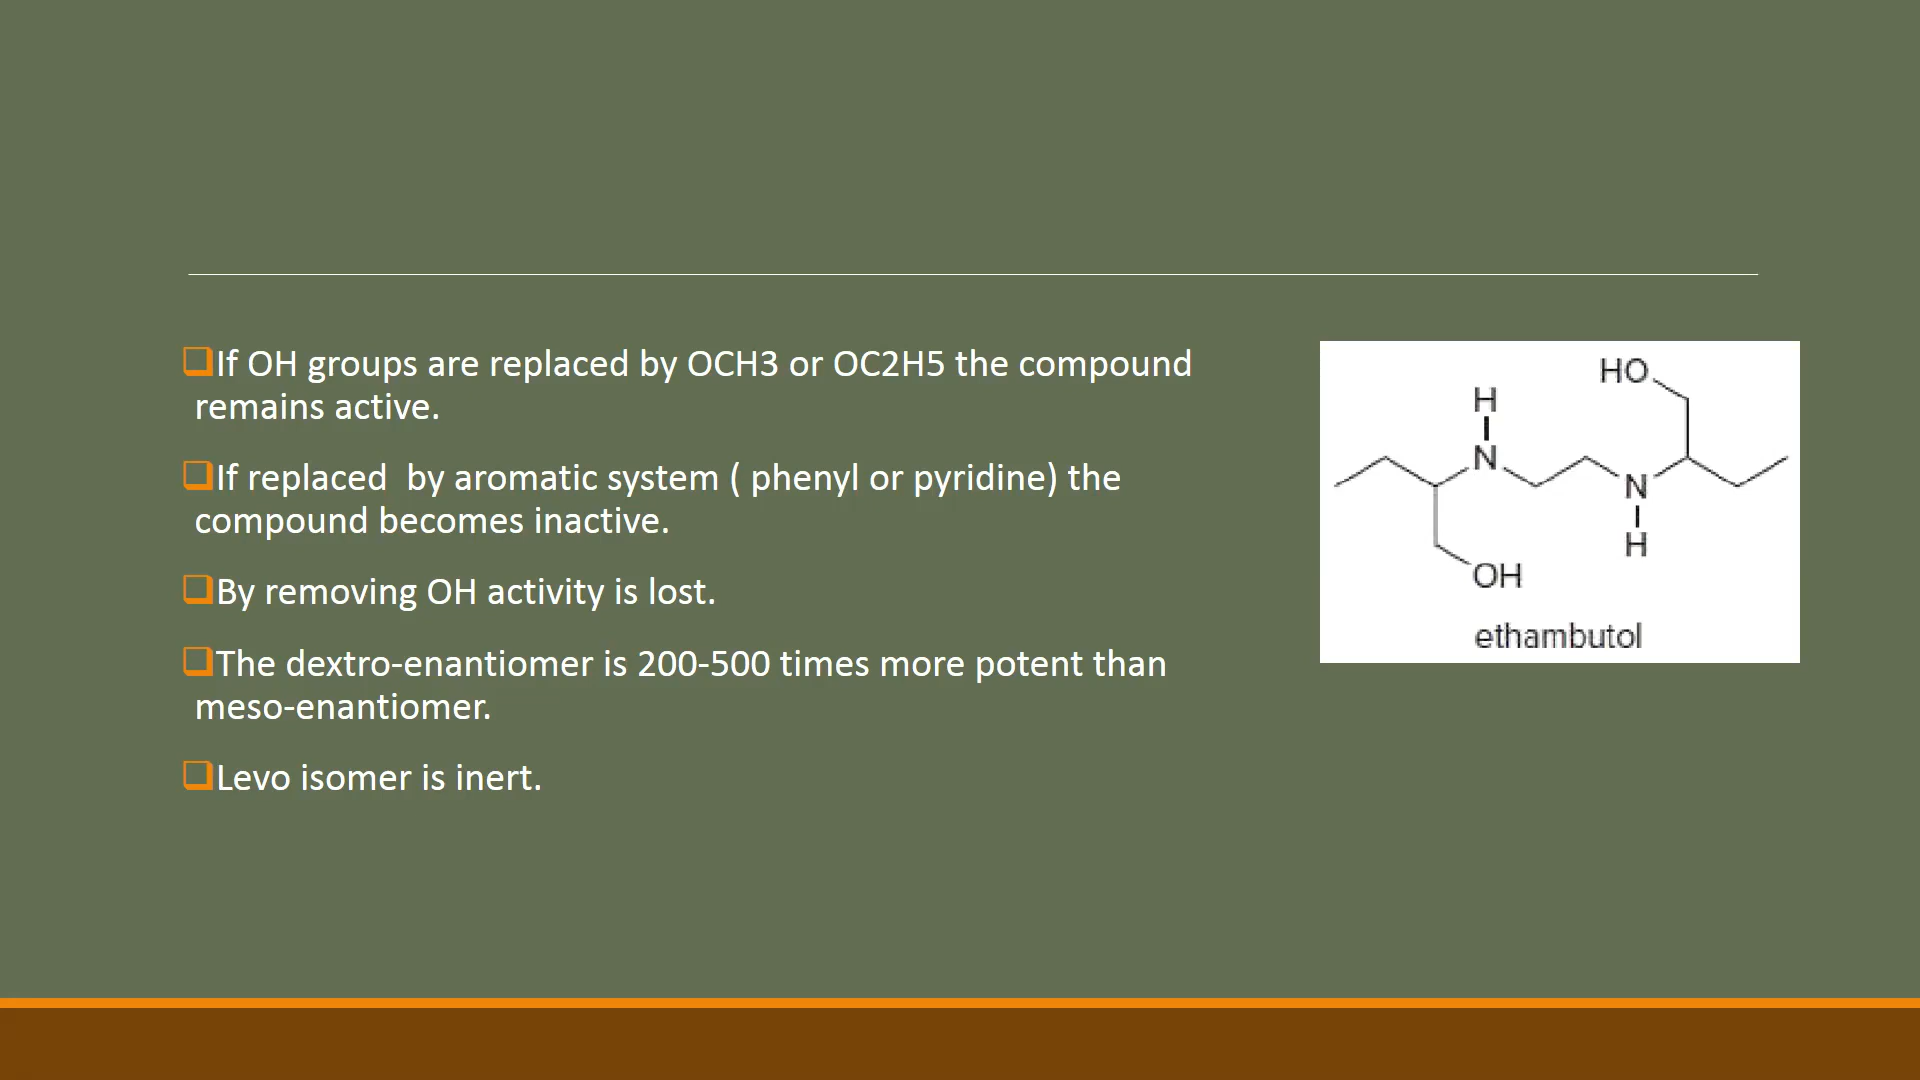 If OH groups are replaced by OCH3 or OC2H5 the compound
remains active.
If replaced  by aromatic system ( phenyl or pyridine) the
compound becomes inactive.
By removing OH activity is lost.
The dextro-enantiomer is 200-500 times more potent than
meso-enantiomer.
Levo isomer is inert.
HO
H
N
N
H
OH
ethambutol